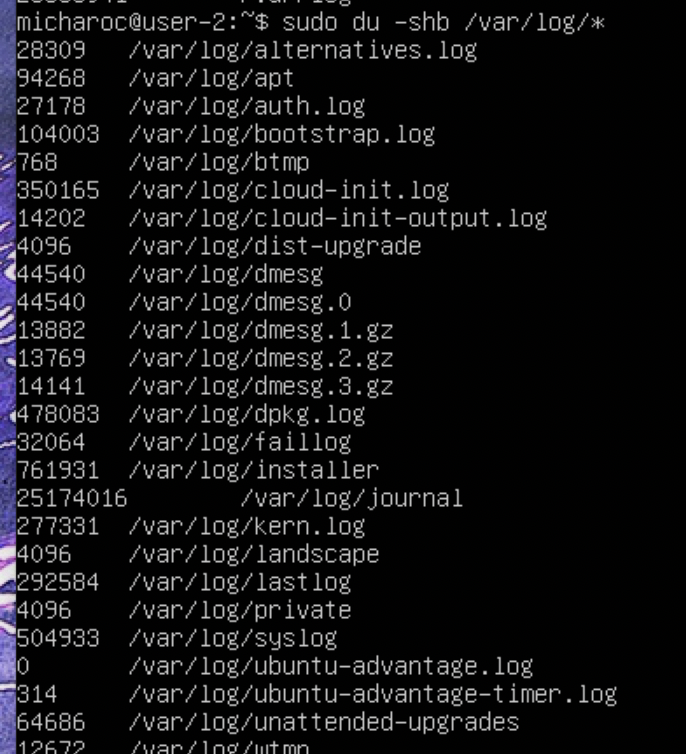 micharoc@user-2:~$ sudo du -shb /var/log/*
28309 /var/log/alternatives.log
94268 /var/log/apt
27178 /var/log/auth.log
104003 /var/log/bootstrap.log
768 /var/log/btmp
350165 /var/log/cloud-init.log
14202 /var/log/cloud-init-output.log
4096 /var/log/dist-upgrade
44540 /var/log/dmesg
44540 /var/log/dmesg.0
13882 /var/log/dmesg.1.gz
13769 /var/log/dmesg.2.gz
14141 /var/log/dmesg.3.gz
478083 /var/log/dpkg.log
32064 /var/log/faillog
761931 /var/log/installer
25174016 /var/log/journal
277331 /var/log/kern.log
4096 /var/log/landscape
292584 /var/log/lastlog
4096 /var/log/private
504933 /var/log/syslog
0 /var/log/ubuntu-advantage.log
314 /var/log/ubuntu-advantage-timer.log
64686 /var/log/unattended-upgrades
12672 /var/log/wtmp